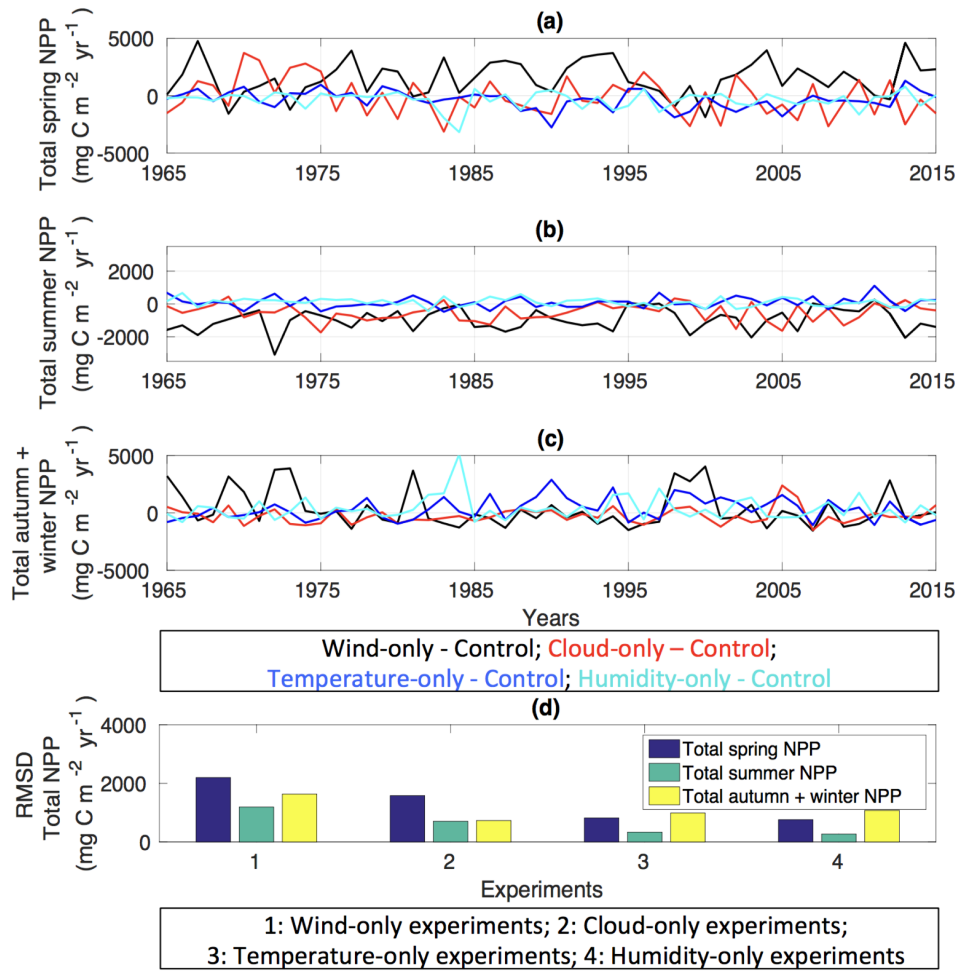 (a)
Total spring NPP
(mg C m -2 yr -1)
5000
0
-5000
1965 1975 1985 1995 2005 2015
(b)
Total summer NPP
(mg C m -2 yr -1)
2000
0
-2000
1965 1975 1985 1995 2005 2015
(c)
Total autumn +
winter NPP
(mg C m -2 yr -1)
5000
0
-5000
1965 1975 1985 1995 2005 2015
Years
Wind-only - Control; Cloud-only – Control;
Temperature-only - Control; Humidity-only - Control
(d)
RMSD
Total NPP
(mg C m -2 yr -1)
4000
2000
0
Total spring NPP
Total summer NPP
Total autumn + winter NPP
1 2 3 4
Experiments
1: Wind-only experiments; 2: Cloud-only experiments;
3: Temperature-only experiments; 4: Humidity-only experiments